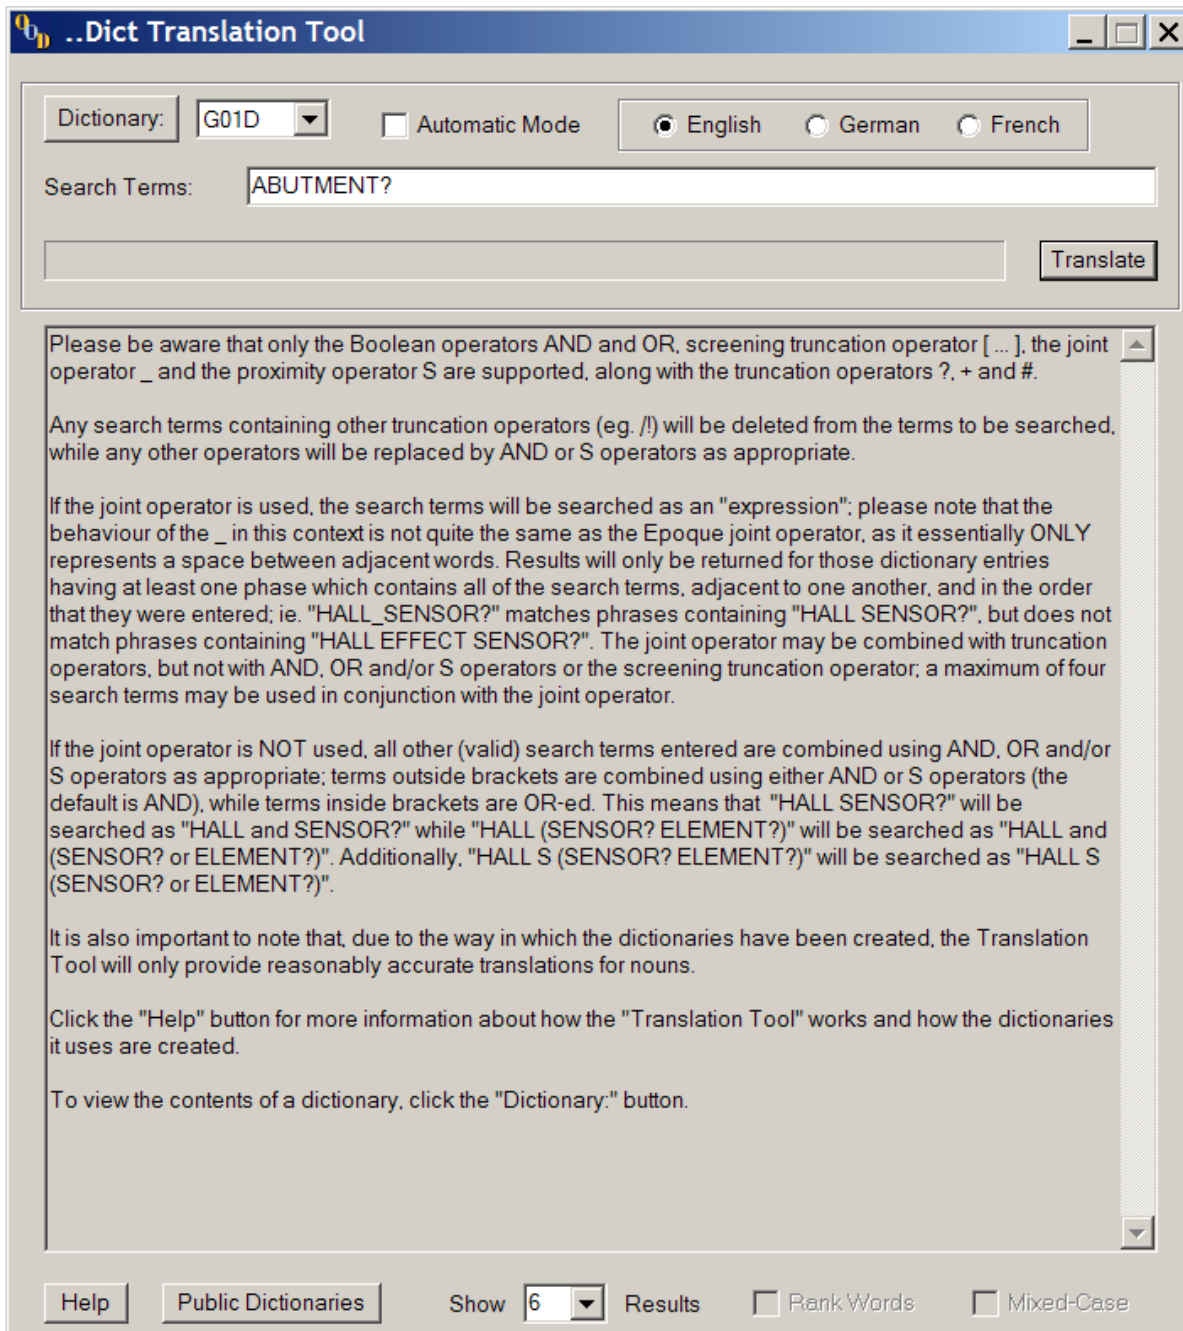 ..Dict Translation Tool
Dictionary: G01D Automatic Mode English German French
Search Terms: ABUTMENT?
Translate
Please be aware that only the Boolean operators AND and OR, screening truncation operator [ ... ], the joint
operator _ and the proximity operator S are supported, along with the truncation operators ?, + and #.
Any search terms containing other truncation operators (eg. /!) will be deleted from the terms to be searched,
while any other operators will be replaced by AND or S operators as appropriate.
If the joint operator is used, the search terms will be searched as an "expression"; please note that the
behaviour of the _ in this context is not quite the same as the Epoque joint operator, as it essentially ONLY
represents a space between adjacent words. Results will only be returned for those dictionary entries
having at least one phase which contains all of the search terms, adjacent to one another, and in the order
that they were entered; ie. "HALL_SENSOR?" matches phrases containing "HALL SENSOR?", but does not
match phrases containing "HALL EFFECT SENSOR?". The joint operator may be combined with truncation
operators, but not with AND, OR and/or S operators or the screening truncation operator; a maximum of four
search terms may be used in conjunction with the joint operator.
If the joint operator is NOT used, all other (valid) search terms entered are combined using AND, OR and/or
S operators as appropriate; terms outside brackets are combined using either AND or S operators (the
default is AND), while terms inside brackets are OR-ed. This means that "HALL SENSOR?" will be
searched as "HALL and SENSOR?" while "HALL (SENSOR? ELEMENT?)" will be searched as "HALL and
(SENSOR? or ELEMENT?)". Additionally, "HALL S (SENSOR? ELEMENT?)" will be searched as "HALL S
(SENSOR? or ELEMENT?)".
It is also important to note that, due to the way in which the dictionaries have been created, the Translation
Tool will only provide reasonably accurate translations for nouns.
Click the "Help" button for more information about how the "Translation Tool" works and how the dictionaries
it uses are created.
To view the contents of a dictionary, click the "Dictionary:" button.
Help Public Dictionaries Show 6 Results Rank Words Mixed-Case